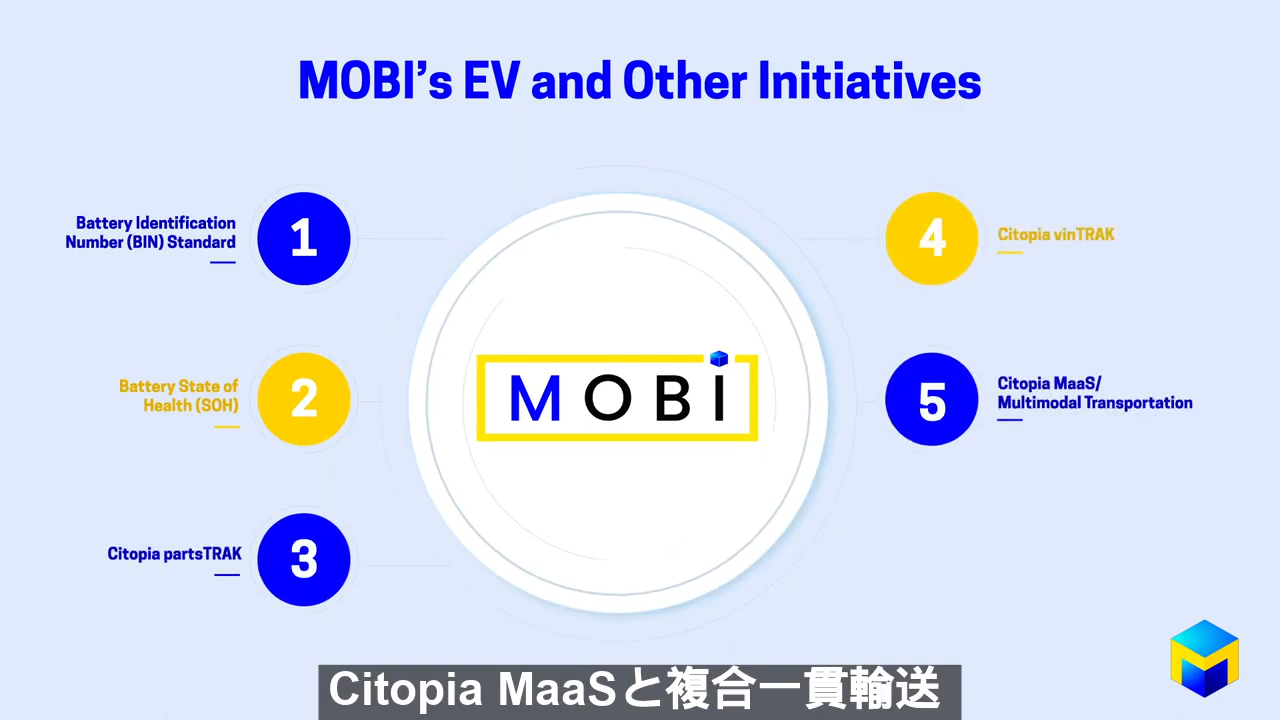 MOBI’s EV and Other Initiatives
Battery Identification
Number (BIN) Standard
1
Battery State of
Health (SOH)
2
Citopia partsTRAK
3
MOBI
4
Citopia vinTRAK
5
Citopia MaaS/
Multimodal Transportation
Citopia MaaSと複合一貫輸送